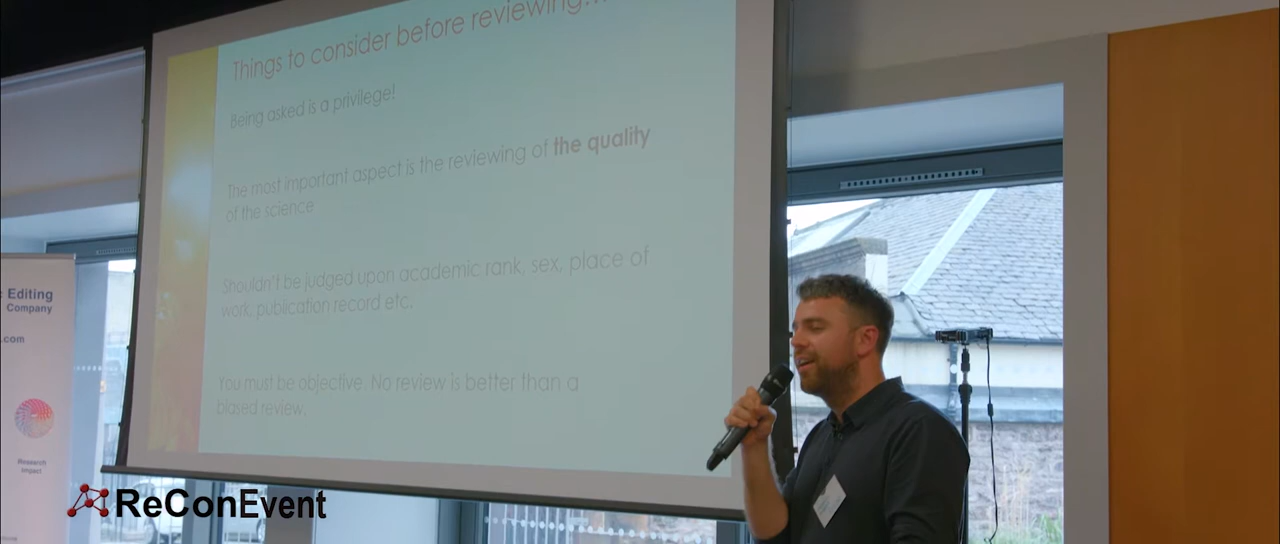 Things to consider before reviewing...
Being asked is a privilege!
The most important aspect is the reviewing of the quality
of the science
Shouldn't be judged upon academic rank, sex, place of
work, publication record etc.
You must be objective. No review is better than a
biased review.
Editing
Company
.com
Research
Impact
ReConEvent